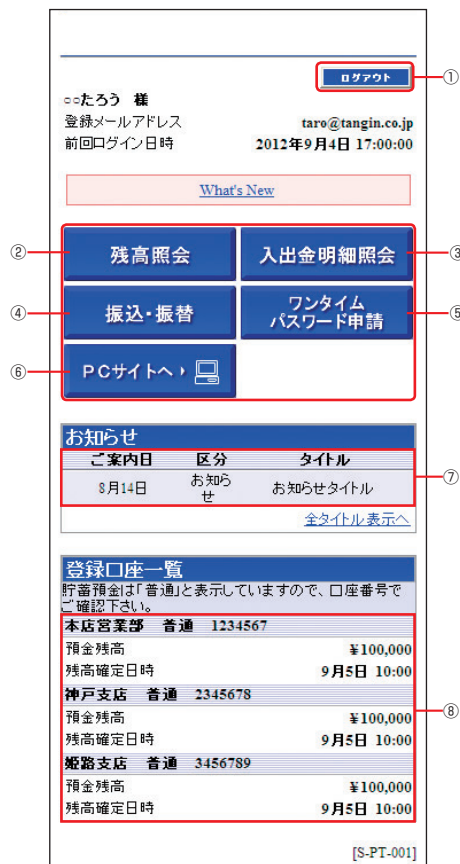 ログアウト ①
○○たろう 様
登録メールアドレス taro@tangin.co.jp
前回ログイン日時 2012年9月4日 17:00:00
What's New
② 残高照会 入出金明細照会 ③
④ 振込・振替 ワンタイム
パスワード申請 ⑤
⑥ PCサイトへ
お知らせ
ご案内日 区分 タイトル
8月14日 お知ら
せ お知らせタイトル ⑦
全タイトル表示へ
登録口座一覧
貯蓄預金は「普通」と表示していますので、口座番号で
ご確認下さい。
本店営業部 普通 1234567
預金残高 ¥100,000
残高確定日時 9月5日 10:00
神戸支店 普通 2345678
預金残高 ¥100,000 ⑧
残高確定日時 9月5日 10:00
姫路支店 普通 3456789
預金残高 ¥100,000
残高確定日時 9月5日 10:00
[S-PT-001]